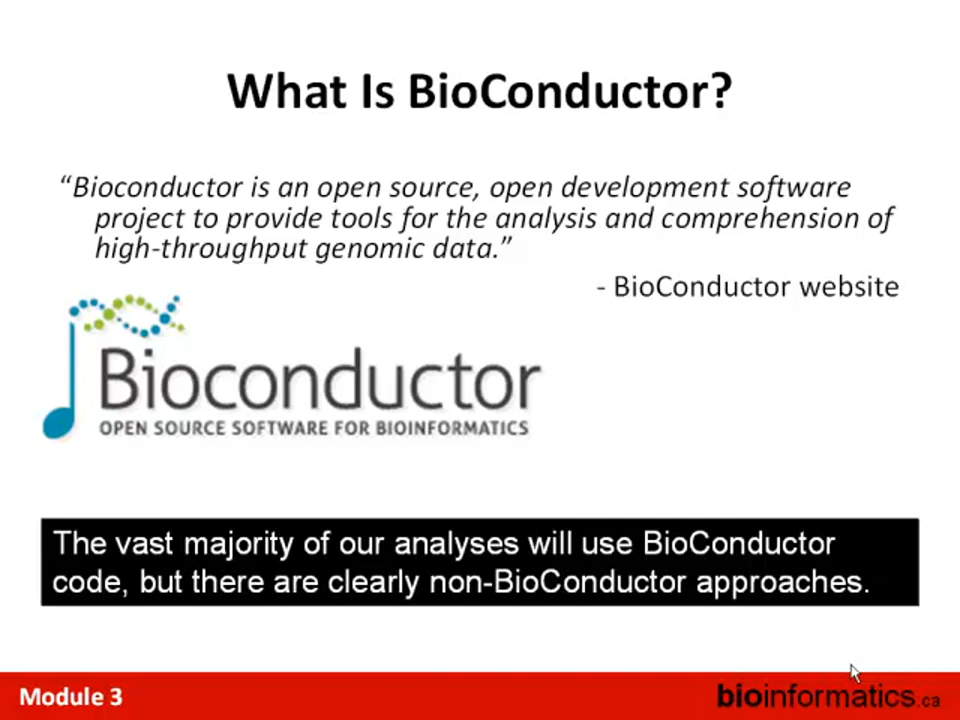 What Is BioConductor?
“Bioconductor is an open source, open development software
project to provide tools for the analysis and comprehension of
high-throughput genomic data.”
- BioConductor website
Bioconductor
OPEN SOURCE SOFTWARE FOR BIOINFORMATICS
The vast majority of our analyses will use BioConductor
code, but there are clearly non-BioConductor approaches.
Module 3
bioinformatics.ca